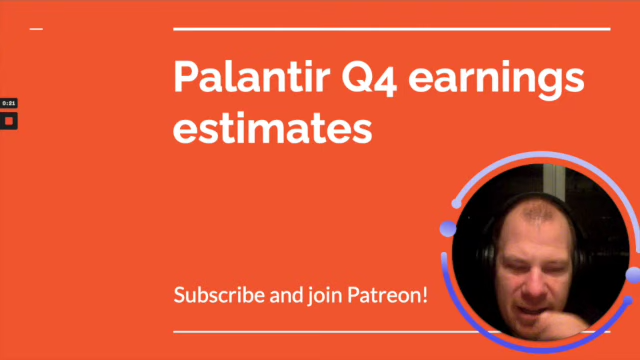 Palantir Q4 earnings
estimates
0:21
Subscribe and join Patreon!